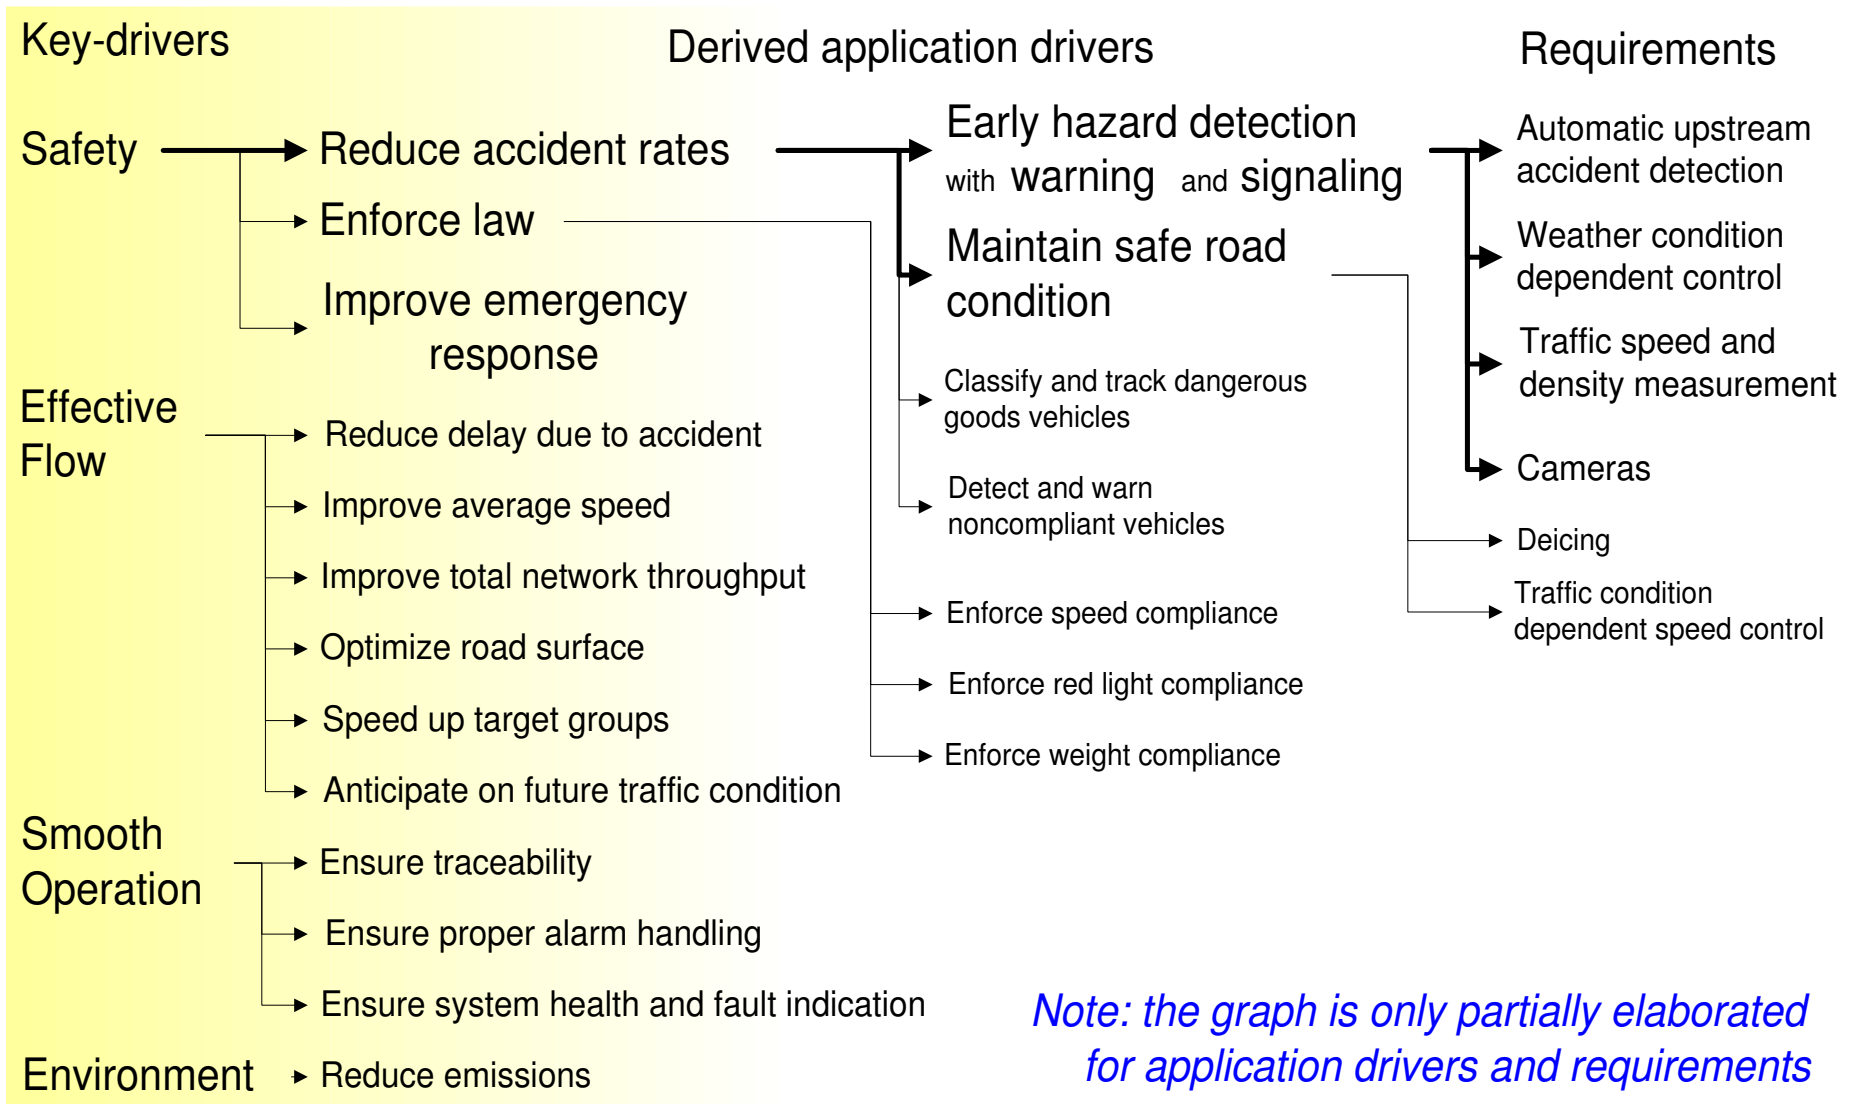 Key-drivers
Derived application drivers
Requirements
Safety
Reduce accident rates
Enforce law
Improve emergency
response
Effective
Flow
Reduce delay due to accident
Improve average speed
Improve total network throughput
Optimize road surface
Speed up target groups
Anticipate on future traffic condition
Smooth
Operation
Ensure traceability
Ensure proper alarm handling
Ensure system health and fault indication
Environment
Reduce emissions
Early hazard detection
with warning and signaling
Maintain safe road
condition
Classify and track dangerous
goods vehicles
Detect and warn
noncompliant vehicles
Enforce speed compliance
Enforce red light compliance
Enforce weight compliance
Automatic upstream
accident detection
Weather condition
dependent control
Traffic speed and
density measurement
Cameras
Deicing
Traffic condition
dependent speed control
Note: the graph is only partially elaborated
for application drivers and requirements